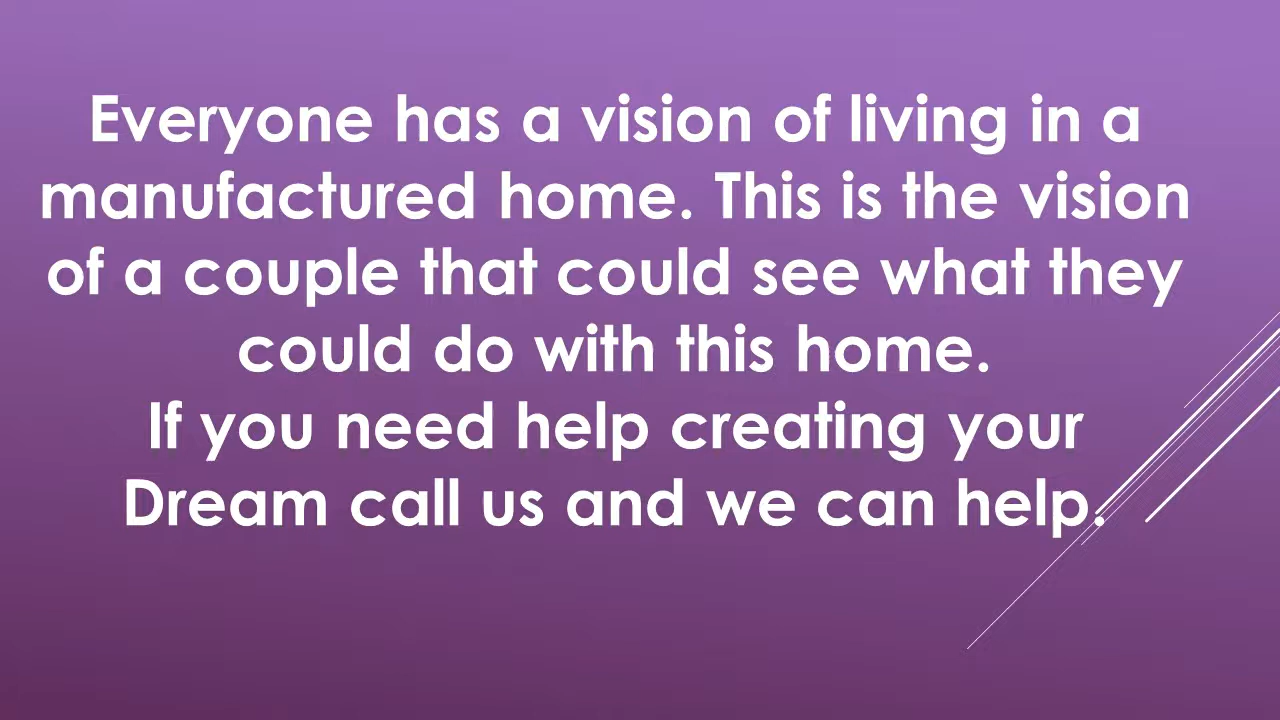 Everyone has a vision of living in a
manufactured home. This is the vision
of a couple that could see what they
could do with this home.
If you need help creating your
Dream call us and we can help.